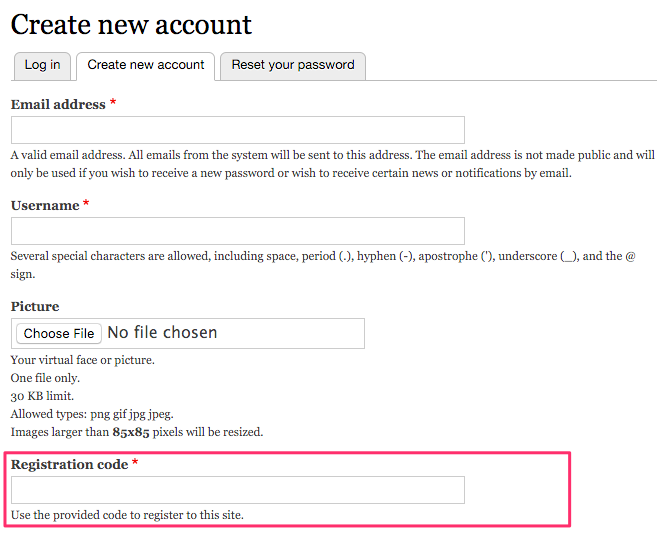 Create new account
Log in
Create new account
Reset your password
Email address *
A valid email address. All emails from the system will be sent to this address. The email address is not made public and will
only be used if you wish to receive a new password or wish to receive certain news or notifications by email.
Username *
Several special characters are allowed, including space, period (.), hyphen (-), apostrophe ('), underscore (_), and the @
sign.
Picture
Choose File No file chosen
Your virtual face or picture.
One file only.
30 KB limit.
Allowed types: png gif jpg jpeg.
Images larger than 85x85 pixels will be resized.
Registration code *
Use the provided code to register to this site.